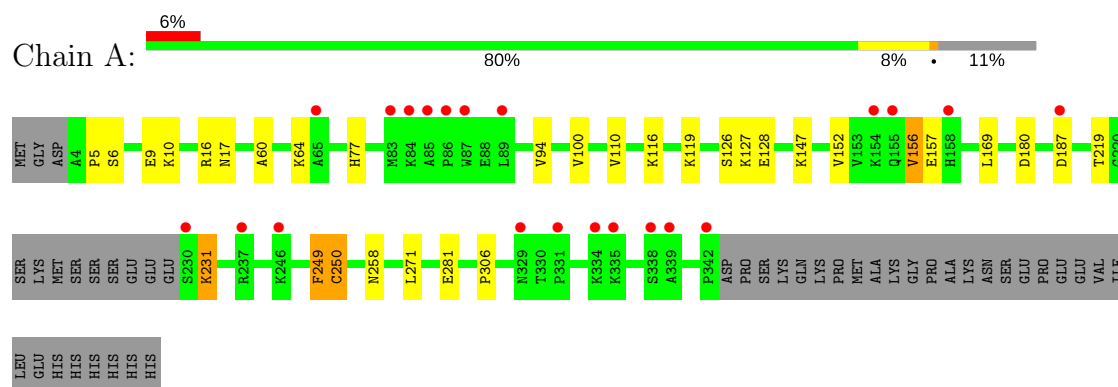 6%
Chain A:
80% 8% • 11%
MET GLY ASP A4 P5 S6 E9 K10 R16 N17 A60 K64 A65 H77 M83 K84 A85 P86 W87 E88 L89 V94 V100 V110 K116 K119 S126 K127 E128 K147 V152 V153 K154 Q155 V156 E157 H158 L169 D180 D187 T219
SER LYS MET SER SER SER GLU GLU GLU S230 K231 R237 K246 F249 C250 N258 L271 E281 P306 N329 T330 P331 K334 K335 S338 A339 P342 ASP PRO SER LYS GLN LYS PRO MET ALA LYS GLY PRO ALA LYS ASN SER GLU PRO GLU GLU VAL
LEU GLU HIS HIS HIS HIS HIS HIS